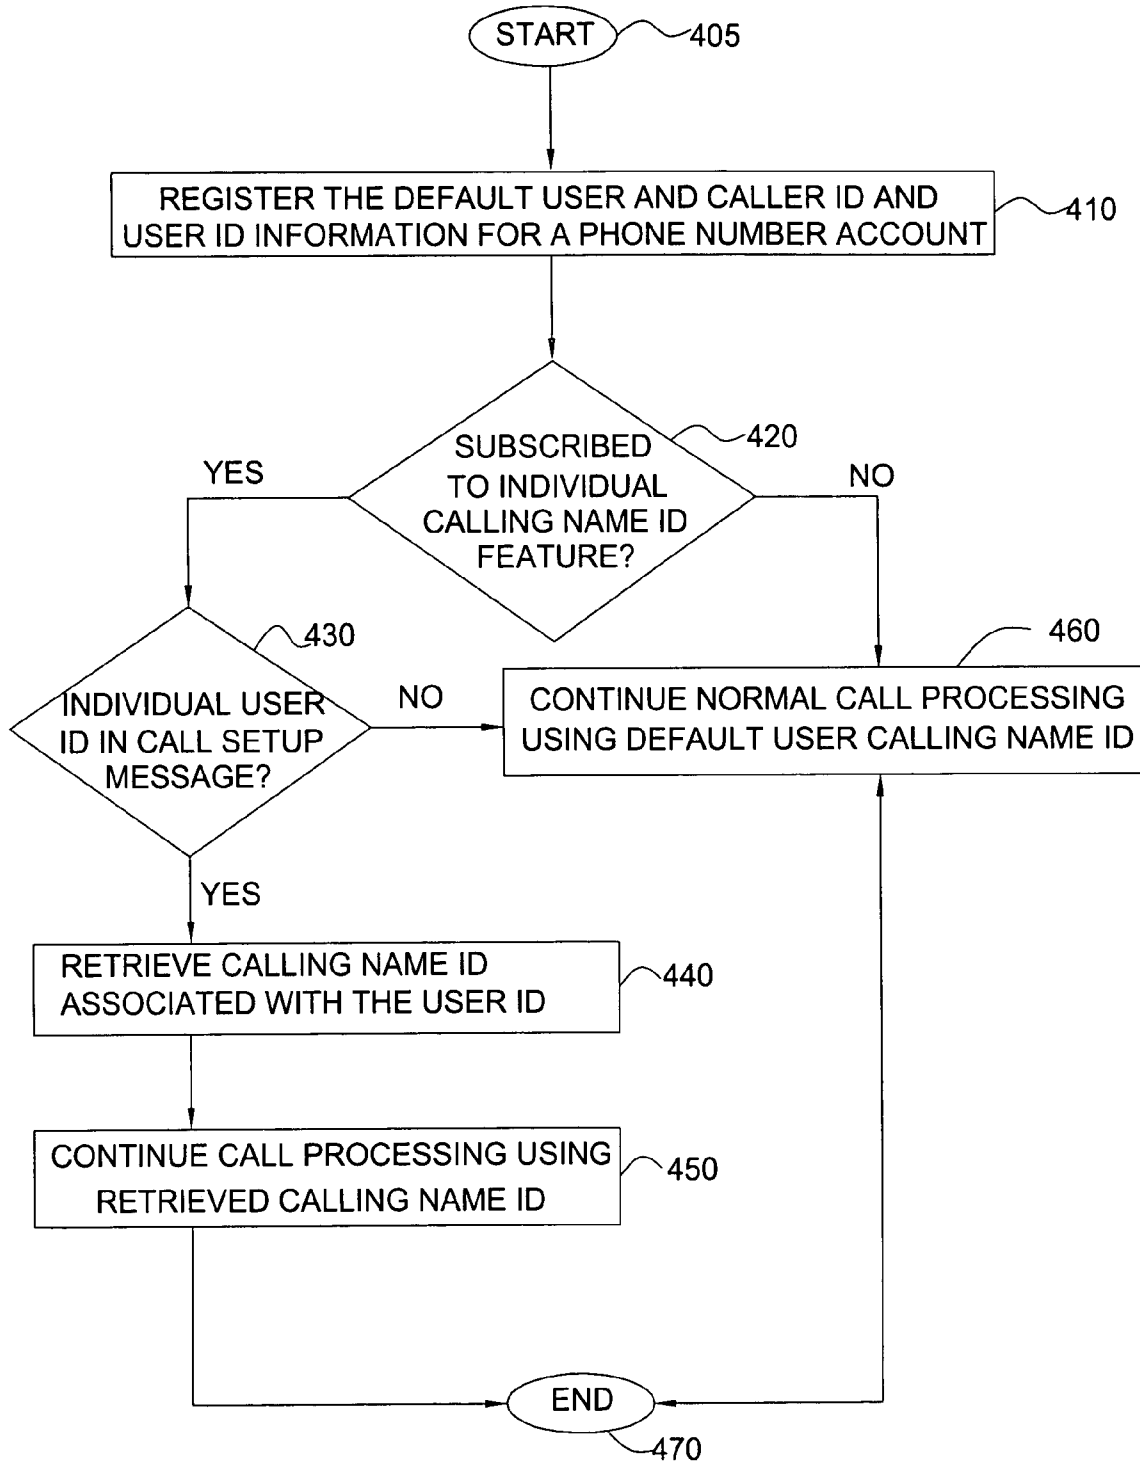 START
405
REGISTER THE DEFAULT USER AND CALLER ID AND
USER ID INFORMATION FOR A PHONE NUMBER ACCOUNT
410
SUBSCRIBED
TO INDIVIDUAL
CALLING NAME ID
FEATURE?
420
YES
NO
430
INDIVIDUAL USER
ID IN CALL SETUP
MESSAGE?
NO
460
CONTINUE NORMAL CALL PROCESSING
USING DEFAULT USER CALLING NAME ID
YES
RETRIEVE CALLING NAME ID
ASSOCIATED WITH THE USER ID
440
CONTINUE CALL PROCESSING USING
RETRIEVED CALLING NAME ID
450
END
470